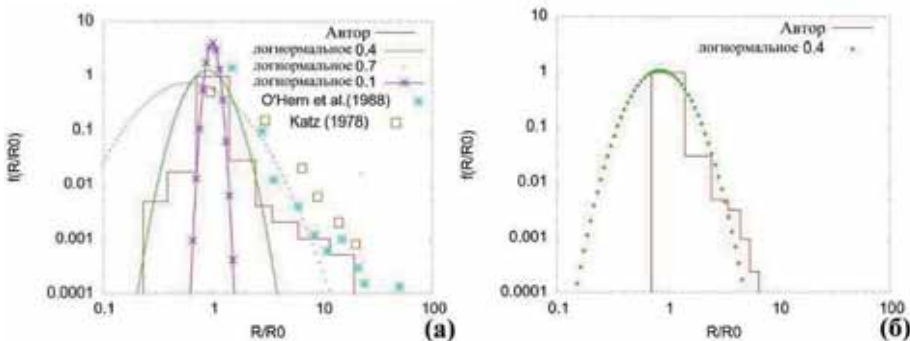 10
1
0.1
0.01
0.001
0.0001
f(R/R0)
0.1
1
10
100
R/R0
Автор
логнормальное 0.4
логнормальное 0.7
логнормальное 0.1
O'Hern et al.(1988)
Katz (1978)
(а)
10
1
0.1
0.01
0.001
0.0001
f(R/R0)
0.1
1
10
100
R/R0
Автор
логнормальное 0.4
(б)